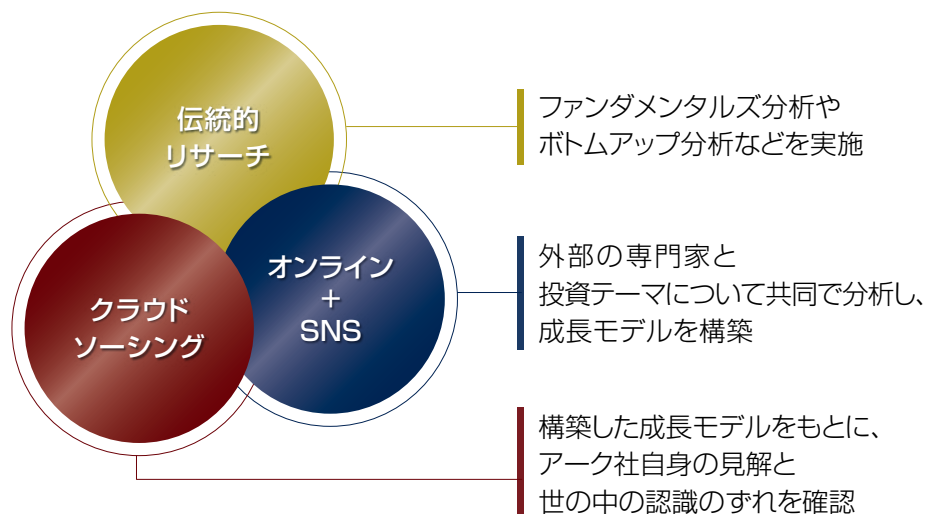 伝統的
リサーチ
ファンダメンタルズ分析や
ボトムアップ分析などを実施
オンライン
+
SNS
外部の専門家と
投資テーマについて共同で分析し、
成長モデルを構築
クラウド
ソーシング
構築した成長モデルをもとに、
アーク社自身の見解と
世の中の認識のずれを確認